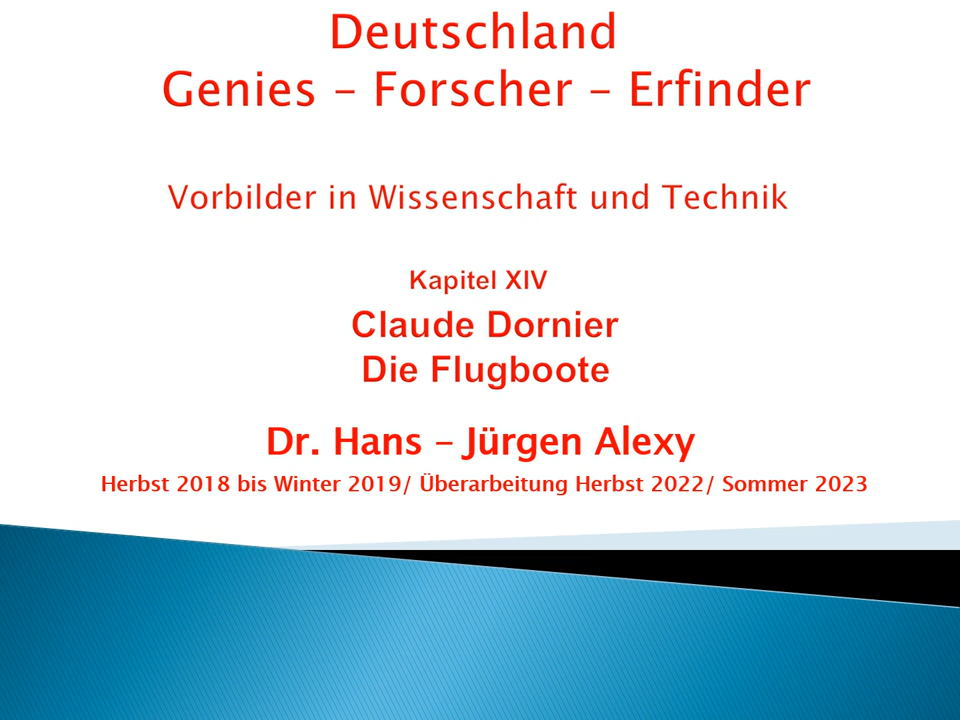 Deutschland
Genies – Forscher – Erfinder
Vorbilder in Wissenschaft und Technik
Kapitel XIV
Claude Dornier
Die Flugboote
Dr. Hans – Jürgen Alexy
Herbst 2018 bis Winter 2019/ Überarbeitung Herbst 2022/ Sommer 2023